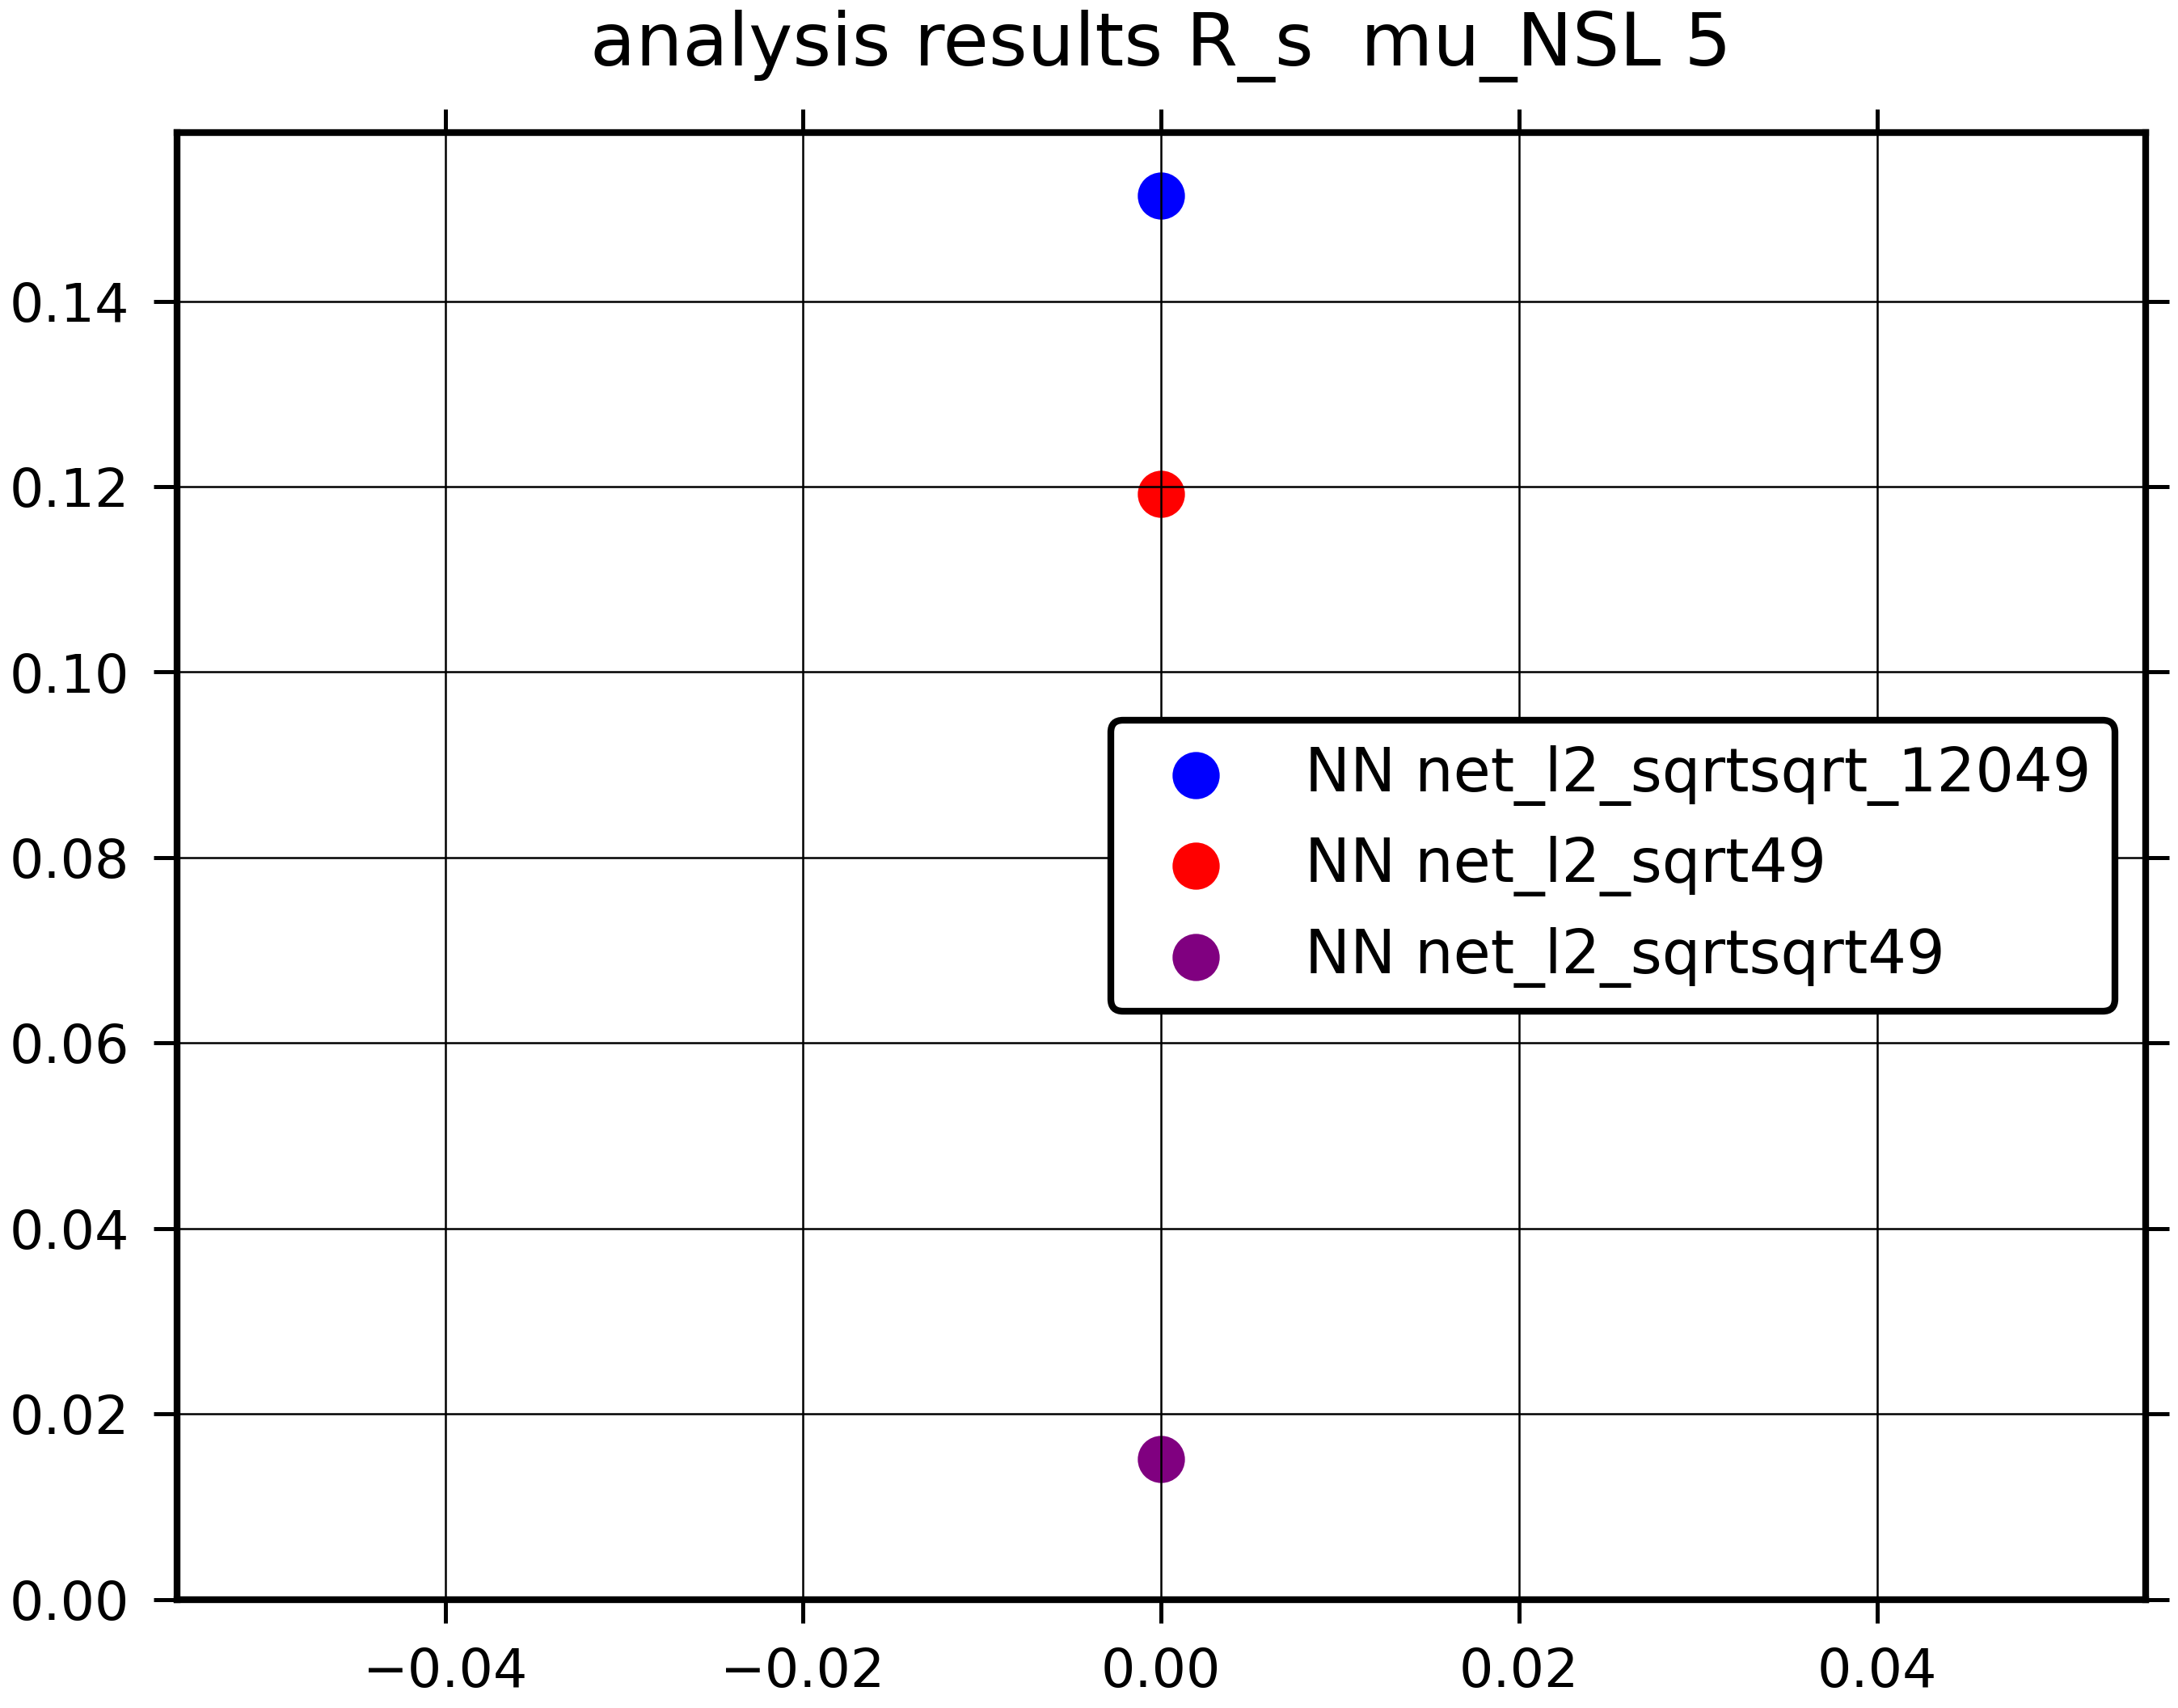 analysis results R_s  mu_NSL 5
0.14
0.12
0.10
0.08
0.06
0.04
0.02
0.00
NN net_l2_sqrtsqrt_12049
NN net_l2_sqrt49
NN net_l2_sqrtsqrt49
−0.04 −0.02 0.00 0.02 0.04